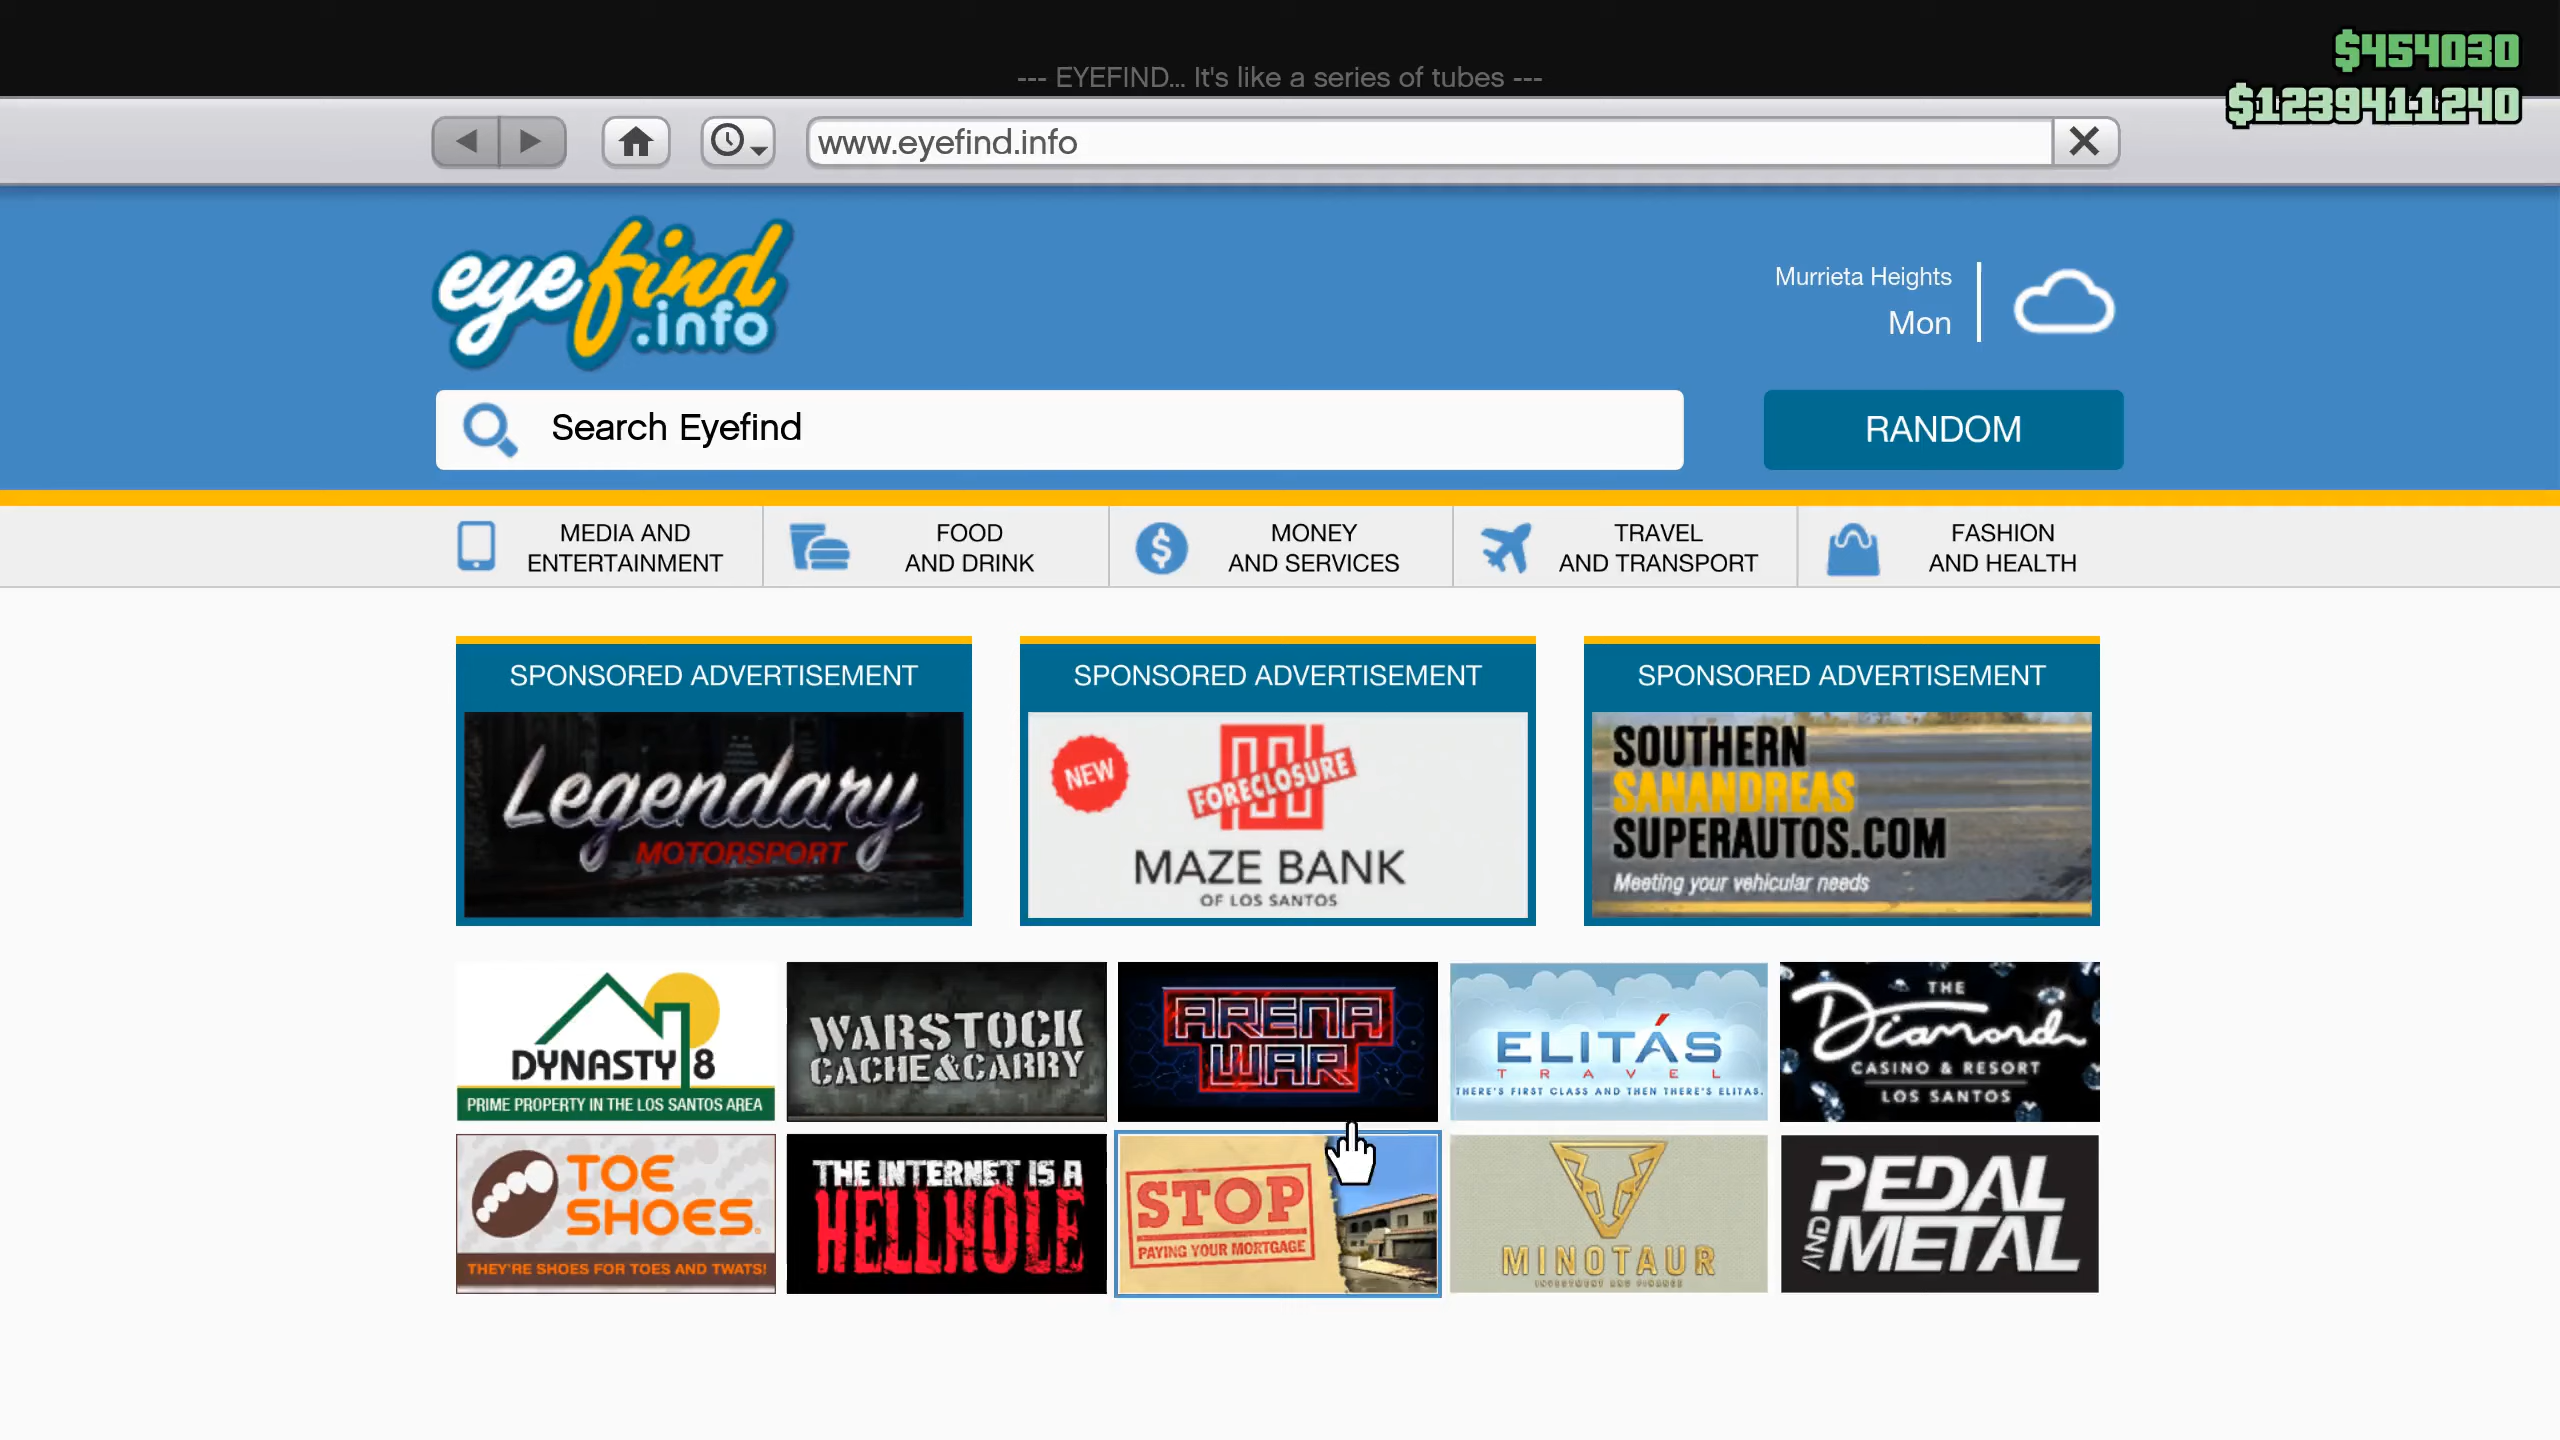 $454030
--- EYEFIND... It's like a series of tubes ---
$1239411240
www.eyefind.info
eyefind
.info
Murrieta Heights
Mon
Search Eyefind
RANDOM
MEDIA AND
ENTERTAINMENT
FOOD
AND DRINK
MONEY
AND SERVICES
TRAVEL
AND TRANSPORT
FASHION
AND HEALTH
SPONSORED ADVERTISEMENT
Legendary
MOTORSPORT
SPONSORED ADVERTISEMENT
NEW
FORECLOSURE
MAZE BANK
OF LOS SANTOS
SPONSORED ADVERTISEMENT
SOUTHERN
SANANDREAS
SUPERAUTOS.COM
Meeting your vehicular needs
DYNASTY 8
PRIME PROPERTY IN THE LOS SANTOS AREA
WARSTOCK
CACHE&CARRY
ARENA
WAR
ELITÁS
TRAVEL
THERE'S FIRST CLASS AND THEN THERE'S ELITAS.
THE
Diamond
CASINO & RESORT
LOS SANTOS
TOE
SHOES
THEY'RE SHOES FOR TOES AND TWATS!
THE INTERNET IS A
HELLHOLE
STOP
PAYING YOUR MORTGAGE
MINOTAUR
INVESTMENT AND FINANCE
PEDAL
AND METAL